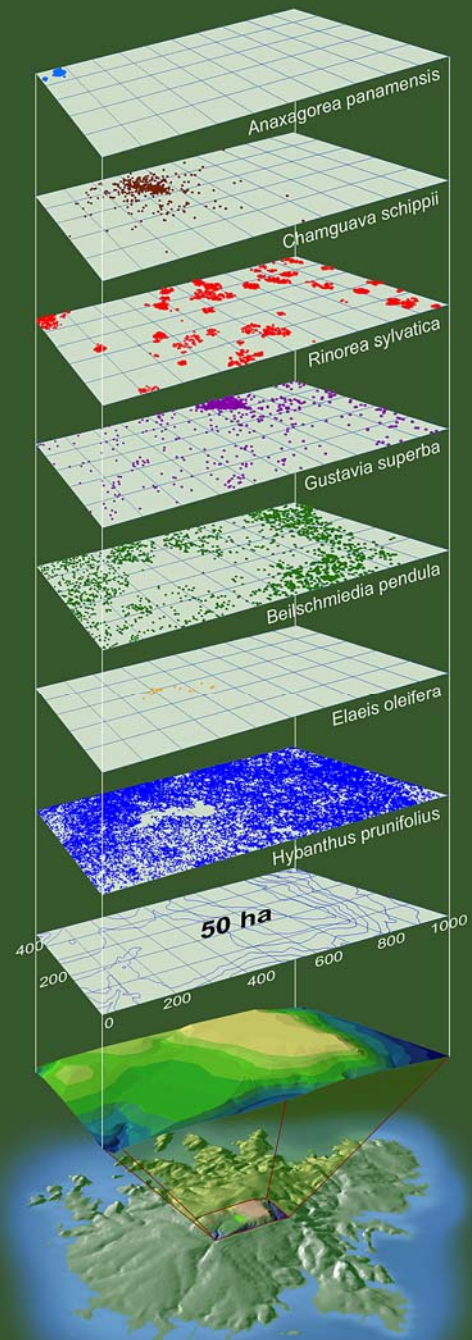 Anaxagorea panamensis
Chamguava schippii
Rinorea sylvatica
Gustavia superba
Beilschmiedia pendula
Elaeis oleifera
Hybanthus prunifolius
50 ha
400
200
0
200
400
600
800
1000